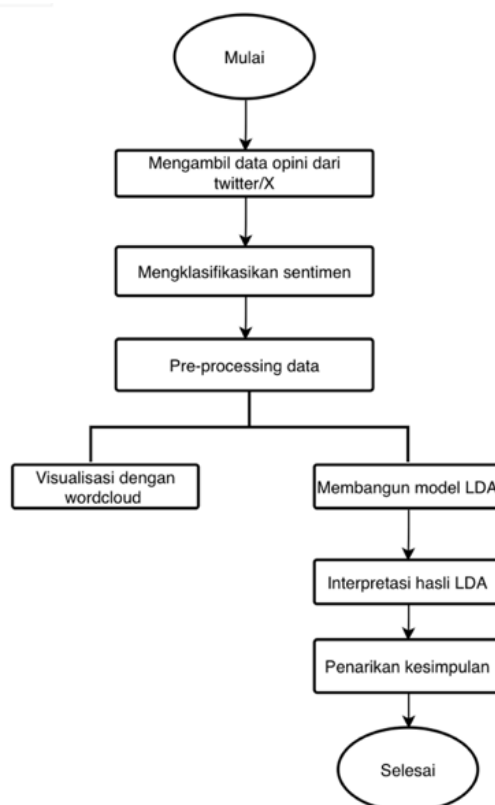 Mulai
Mengambil data opini dari
twitter/X
Mengklasifikasikan sentimen
Pre-processing data
Visualisasi dengan
wordcloud
Membangun model LDA
Interpretasi hasli LDA
Penarikan kesimpulan
Selesai